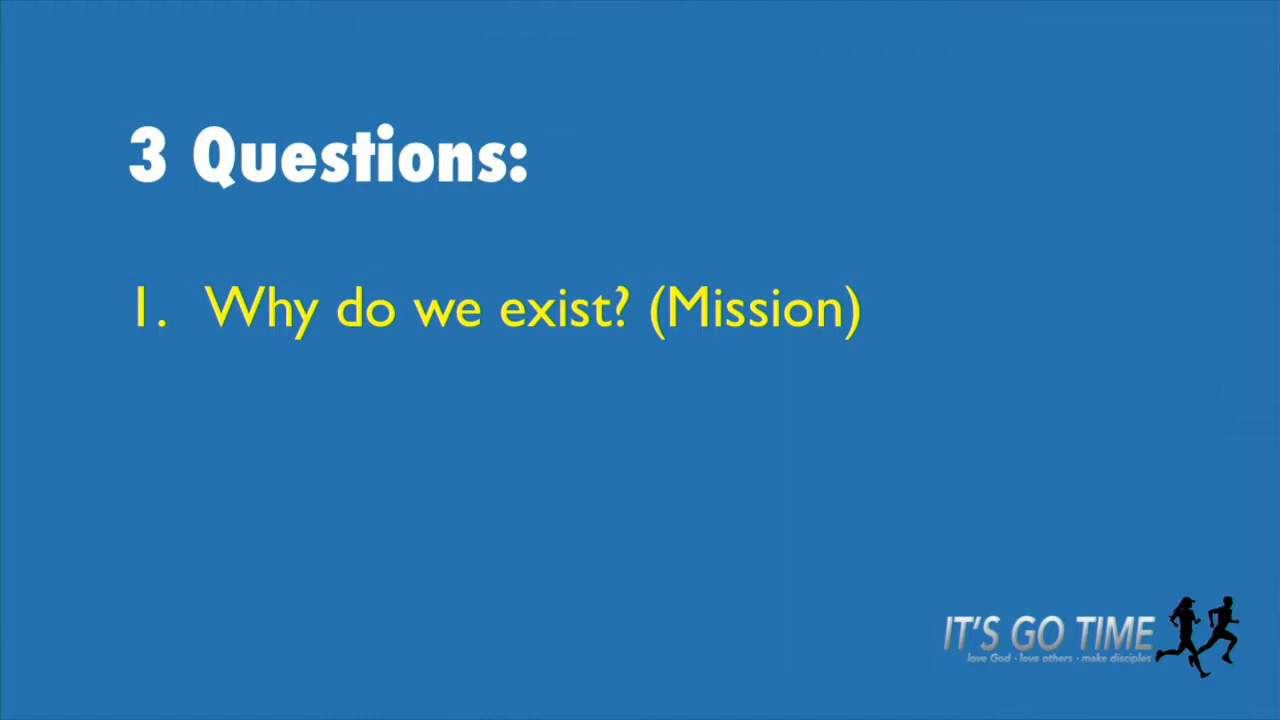 3 Questions:
1. Why do we exist? (Mission)
IT'S GO TIME
love God · love others · make disciples